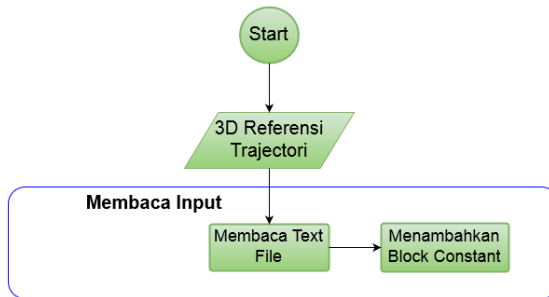 Start
3D Referensi
Trajectori
Membaca Input
Membaca Text
File
Menambahkan
Block Constant